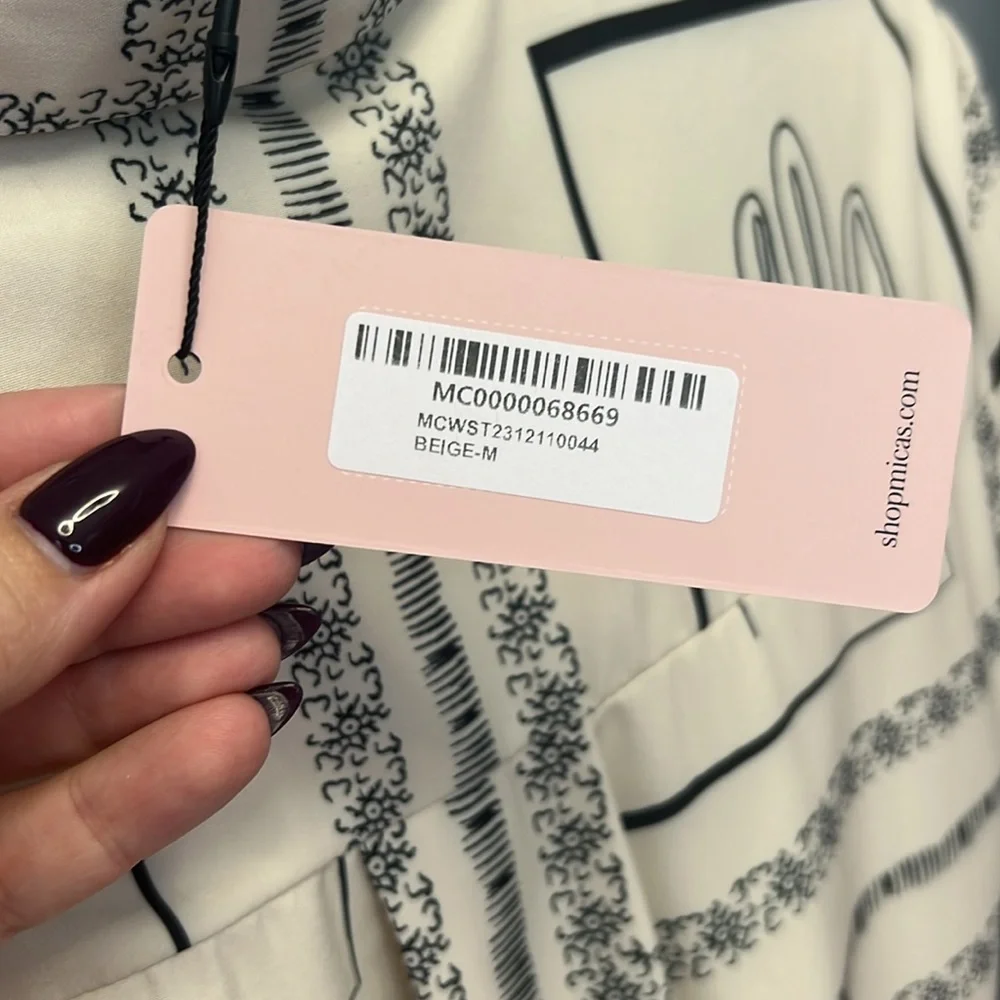 MC0000068669
MCWST2312110044
BEIGE-M
shopmicas.com